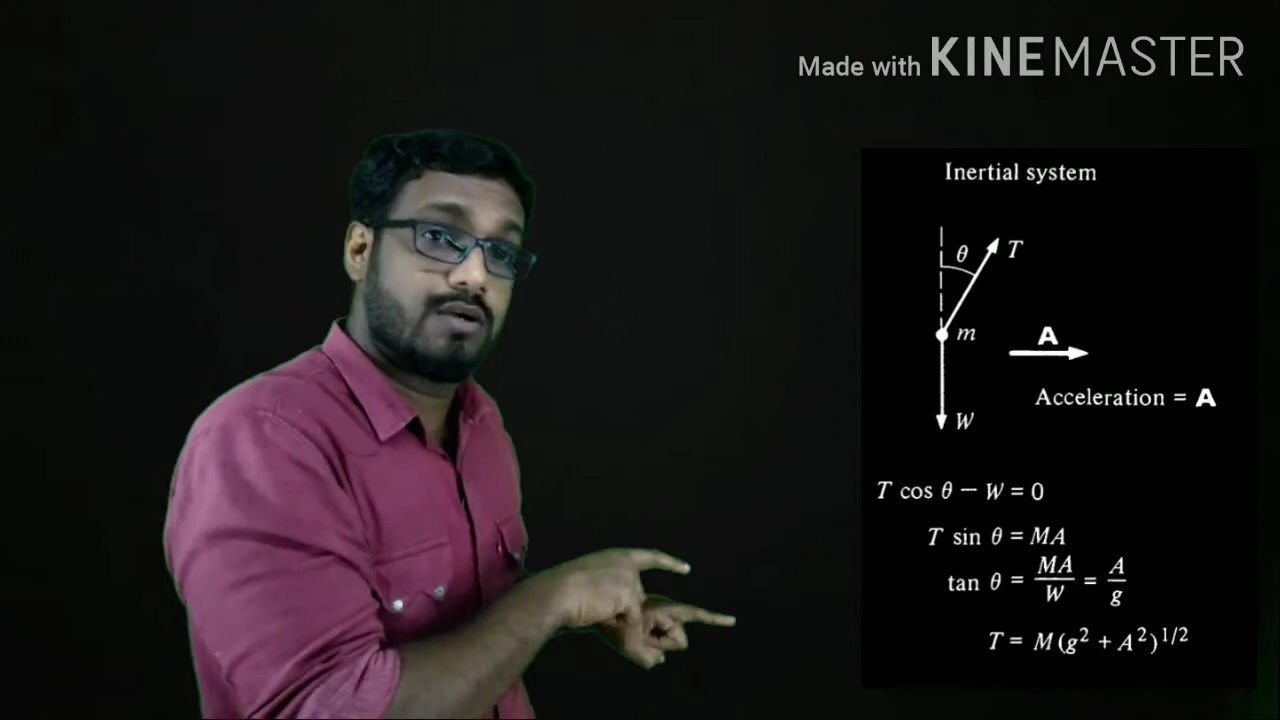 Made with KINEMASTER
Inertial system
θ
T
m
A
Acceleration = A
W
T cos θ − W = 0
T sin θ = MA
tan θ = MA/W = A/g
T = M(g² + A²)^1/2